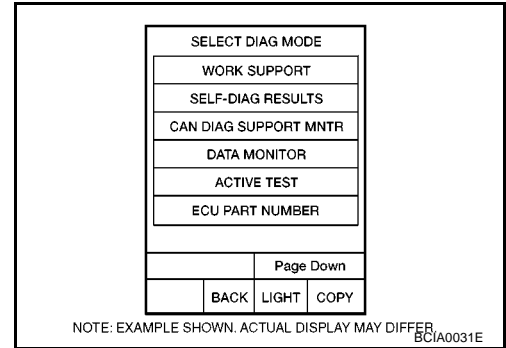 SELECT DIAG MODE
WORK SUPPORT
SELF-DIAG RESULTS
CAN DIAG SUPPORT MNTR
DATA MONITOR
ACTIVE TEST
ECU PART NUMBER
Page Down
BACK LIGHT COPY
NOTE: EXAMPLE SHOWN. ACTUAL DISPLAY MAY DIFFER.
BCIA0031E